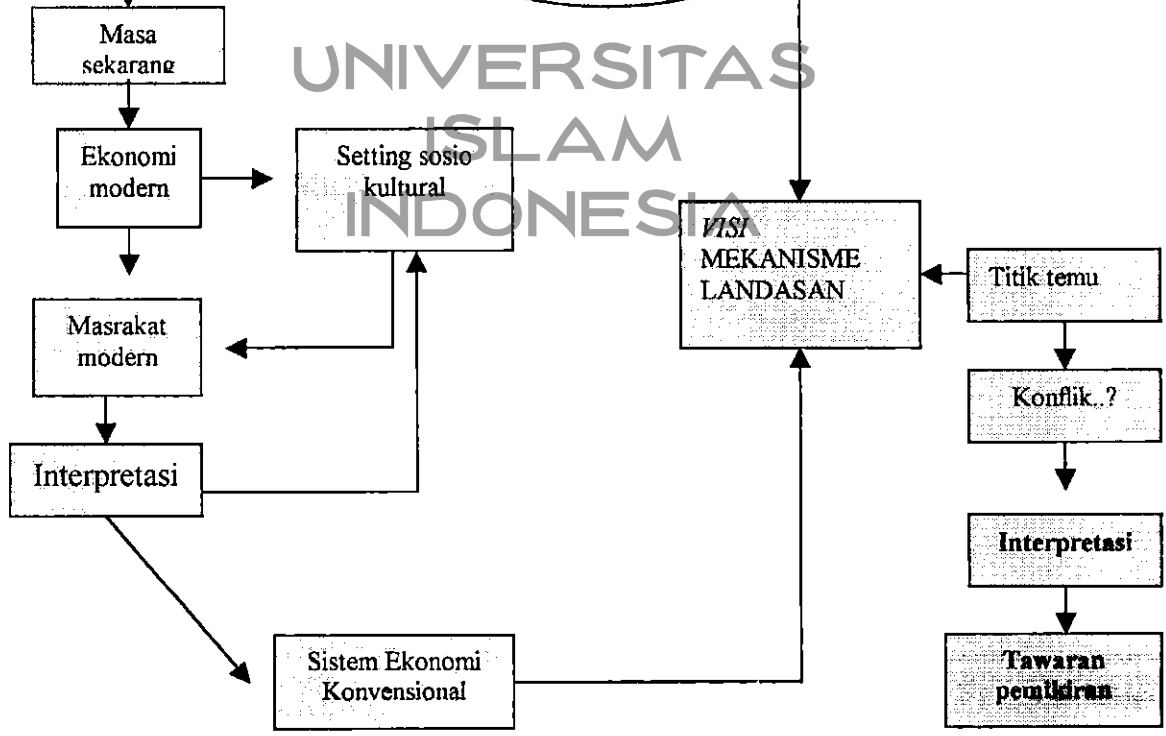 Masa
sekarang
UNIVERSITAS
ISLAM
INDONESIA
Ekonomi
modern
Setting sosio
kultural
VISI
MEKANISME
LANDASAN
Titik temu
Masrakat
modern
Konflik..?
Interpretasi
Interpretasi
Sistem Ekonomi
Konvensional
Tawaran
pemikiran